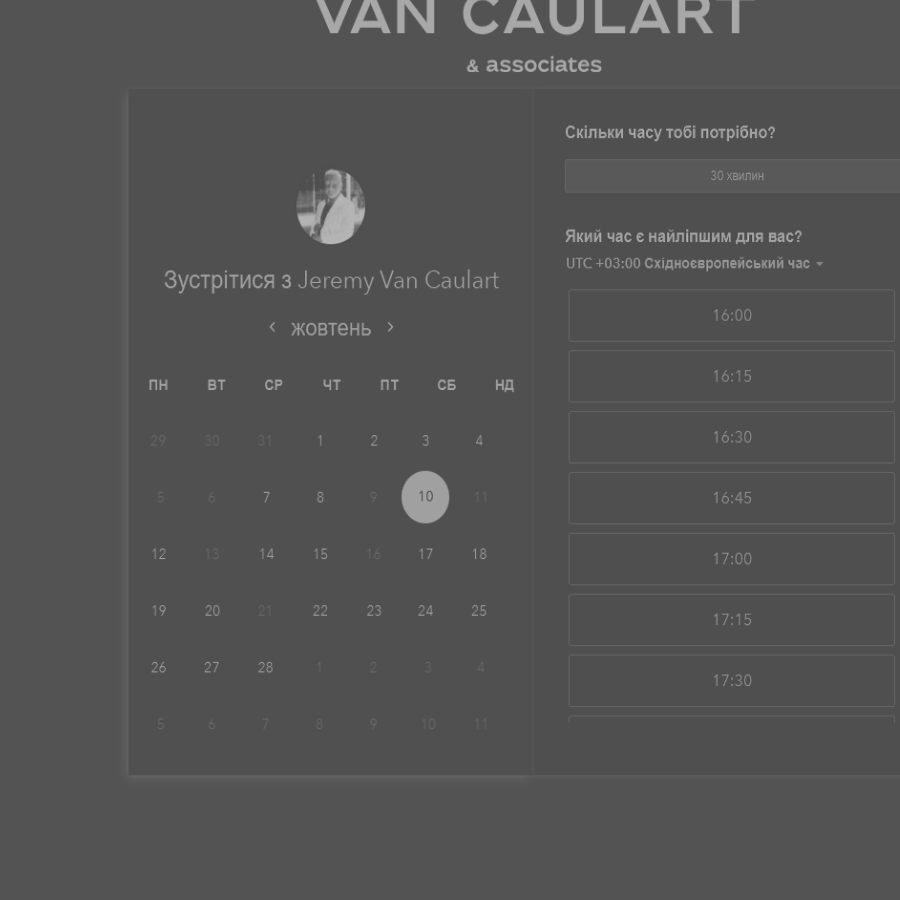 VAN CAULART
& associates
Зустрітися з Jeremy Van Caulart
жовтень
ПН ВТ СР ЧТ ПТ СБ НД
29 30 31 1 2 3 4
5 6 7 8 9 10 11
12 13 14 15 16 17 18
19 20 21 22 23 24 25
26 27 28 1 2 3 4
5 6 7 8 9 10 11
Скільки часу тобі потрібно?
30 хвилин
Який час є найліпшим для вас?
UTC +03:00 Східноєвропейський час
16:00
16:15
16:30
16:45
17:00
17:15
17:30